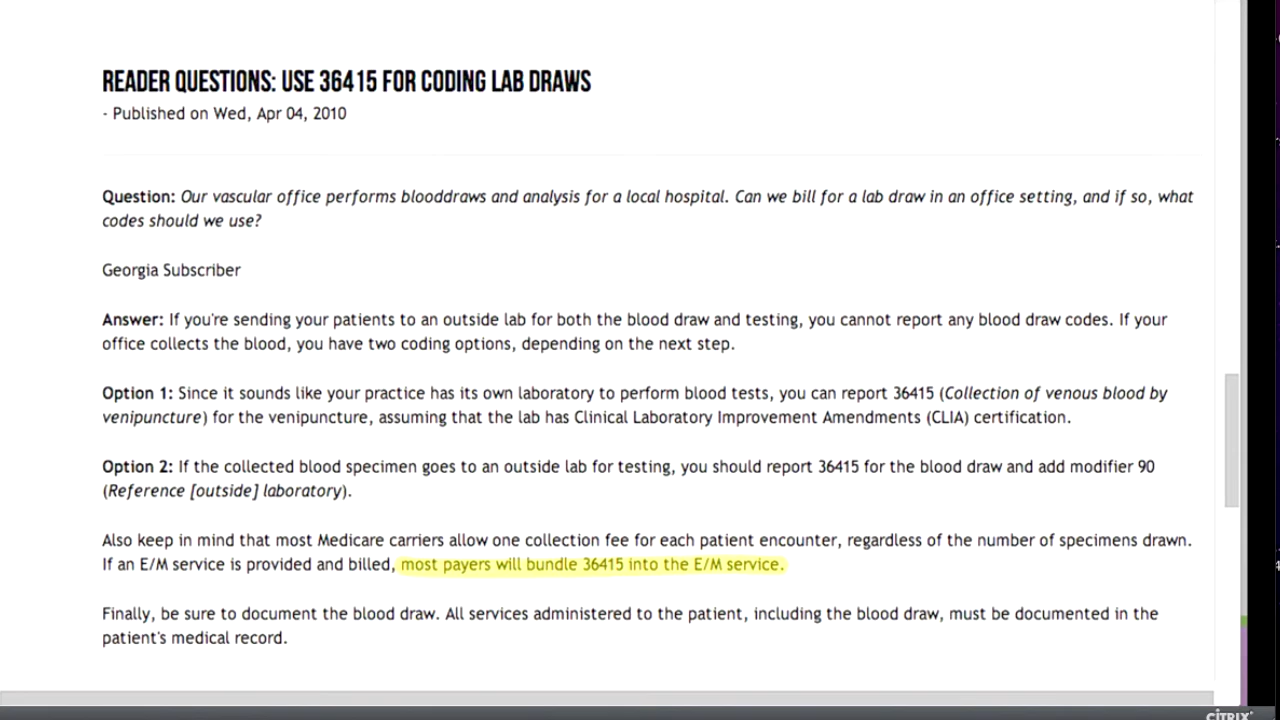 READER QUESTIONS: USE 36415 FOR CODING LAB DRAWS
- Published on Wed, Apr 04, 2010
Question: Our vascular office performs blooddraws and analysis for a local hospital. Can we bill for a lab draw in an office setting, and if so, what
codes should we use?
Georgia Subscriber
Answer: If you're sending your patients to an outside lab for both the blood draw and testing, you cannot report any blood draw codes. If your
office collects the blood, you have two coding options, depending on the next step.
Option 1: Since it sounds like your practice has its own laboratory to perform blood tests, you can report 36415 (Collection of venous blood by
venipuncture) for the venipuncture, assuming that the lab has Clinical Laboratory Improvement Amendments (CLIA) certification.
Option 2: If the collected blood specimen goes to an outside lab for testing, you should report 36415 for the blood draw and add modifier 90
(Reference [outside] laboratory).
Also keep in mind that most Medicare carriers allow one collection fee for each patient encounter, regardless of the number of specimens drawn.
If an E/M service is provided and billed, most payers will bundle 36415 into the E/M service.
Finally, be sure to document the blood draw. All services administered to the patient, including the blood draw, must be documented in the
patient's medical record.
CİTRIX